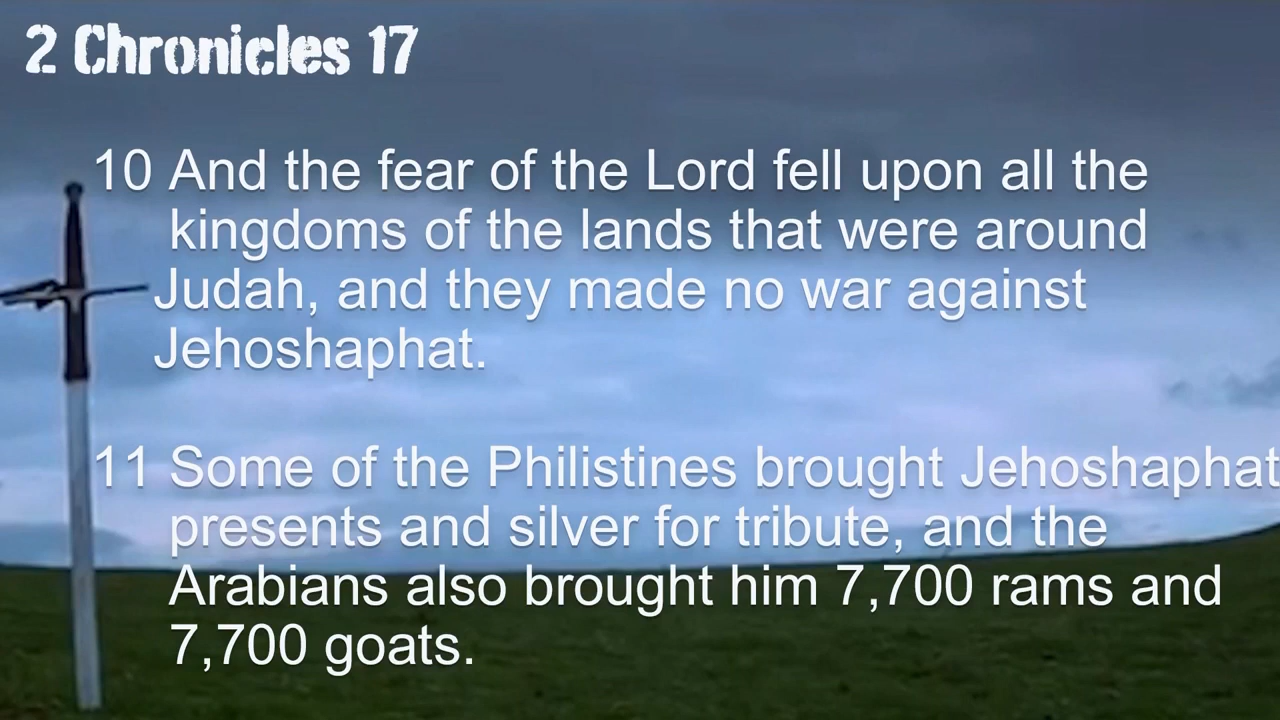 2 Chronicles 17
10 And the fear of the Lord fell upon all the
kingdoms of the lands that were around
Judah, and they made no war against
Jehoshaphat.
11 Some of the Philistines brought Jehoshaphat
presents and silver for tribute, and the
Arabians also brought him 7,700 rams and
7,700 goats.